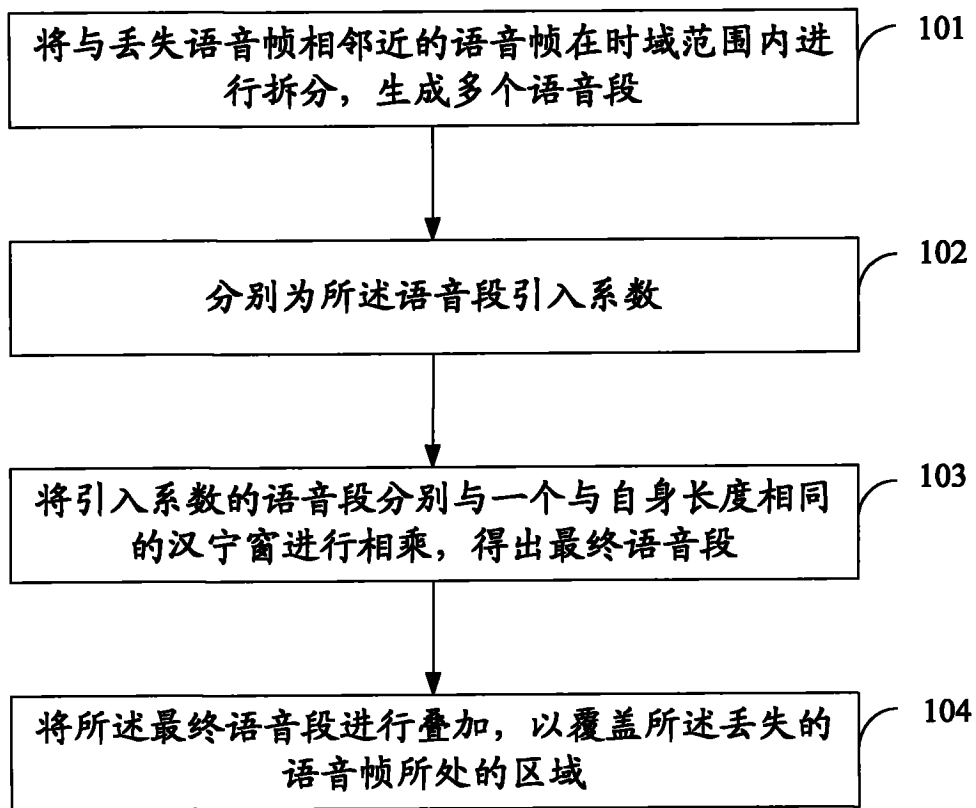 将与丢失语音帧相邻近的语音帧在时域范围内进
行拆分，生成多个语音段
101
分别为所述语音段引入系数
102
将引入系数的语音段分别与一个与自身长度相同
的汉宁窗进行相乘，得出最终语音段
103
将所述最终语音段进行叠加，以覆盖所述丢失的
语音帧所处的区域
104